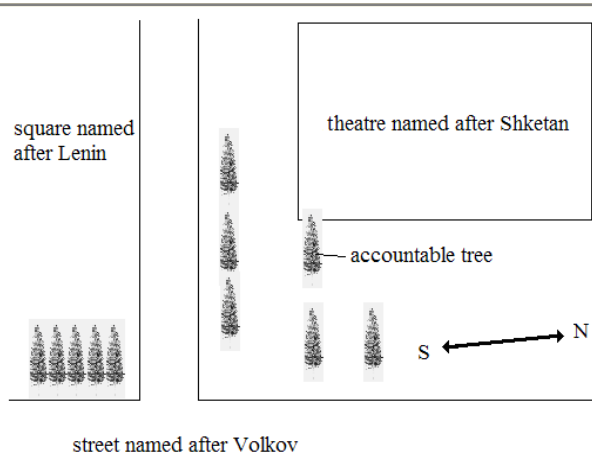 square named
after Lenin
theatre named after Shketan
accountable tree
N
S
street named after Volkov